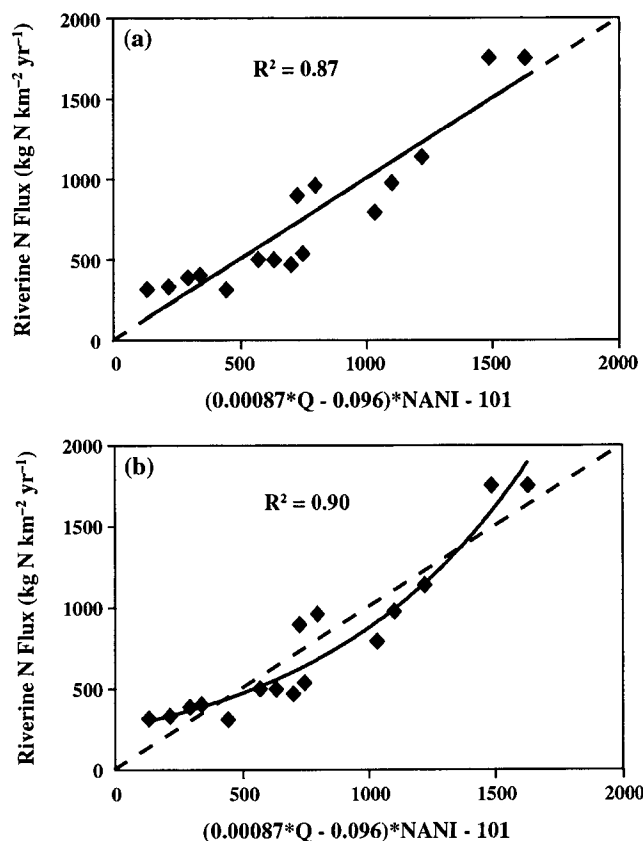 (a)
R² = 0.87
Riverine N Flux (kg N km⁻² yr⁻¹)
2000
1500
1000
500
0
0 500 1000 1500 2000
(0.00087*Q - 0.096)*NANI - 101
(b)
R² = 0.90
Riverine N Flux (kg N km⁻² yr⁻¹)
2000
1500
1000
500
0
0 500 1000 1500 2000
(0.00087*Q - 0.096)*NANI - 101